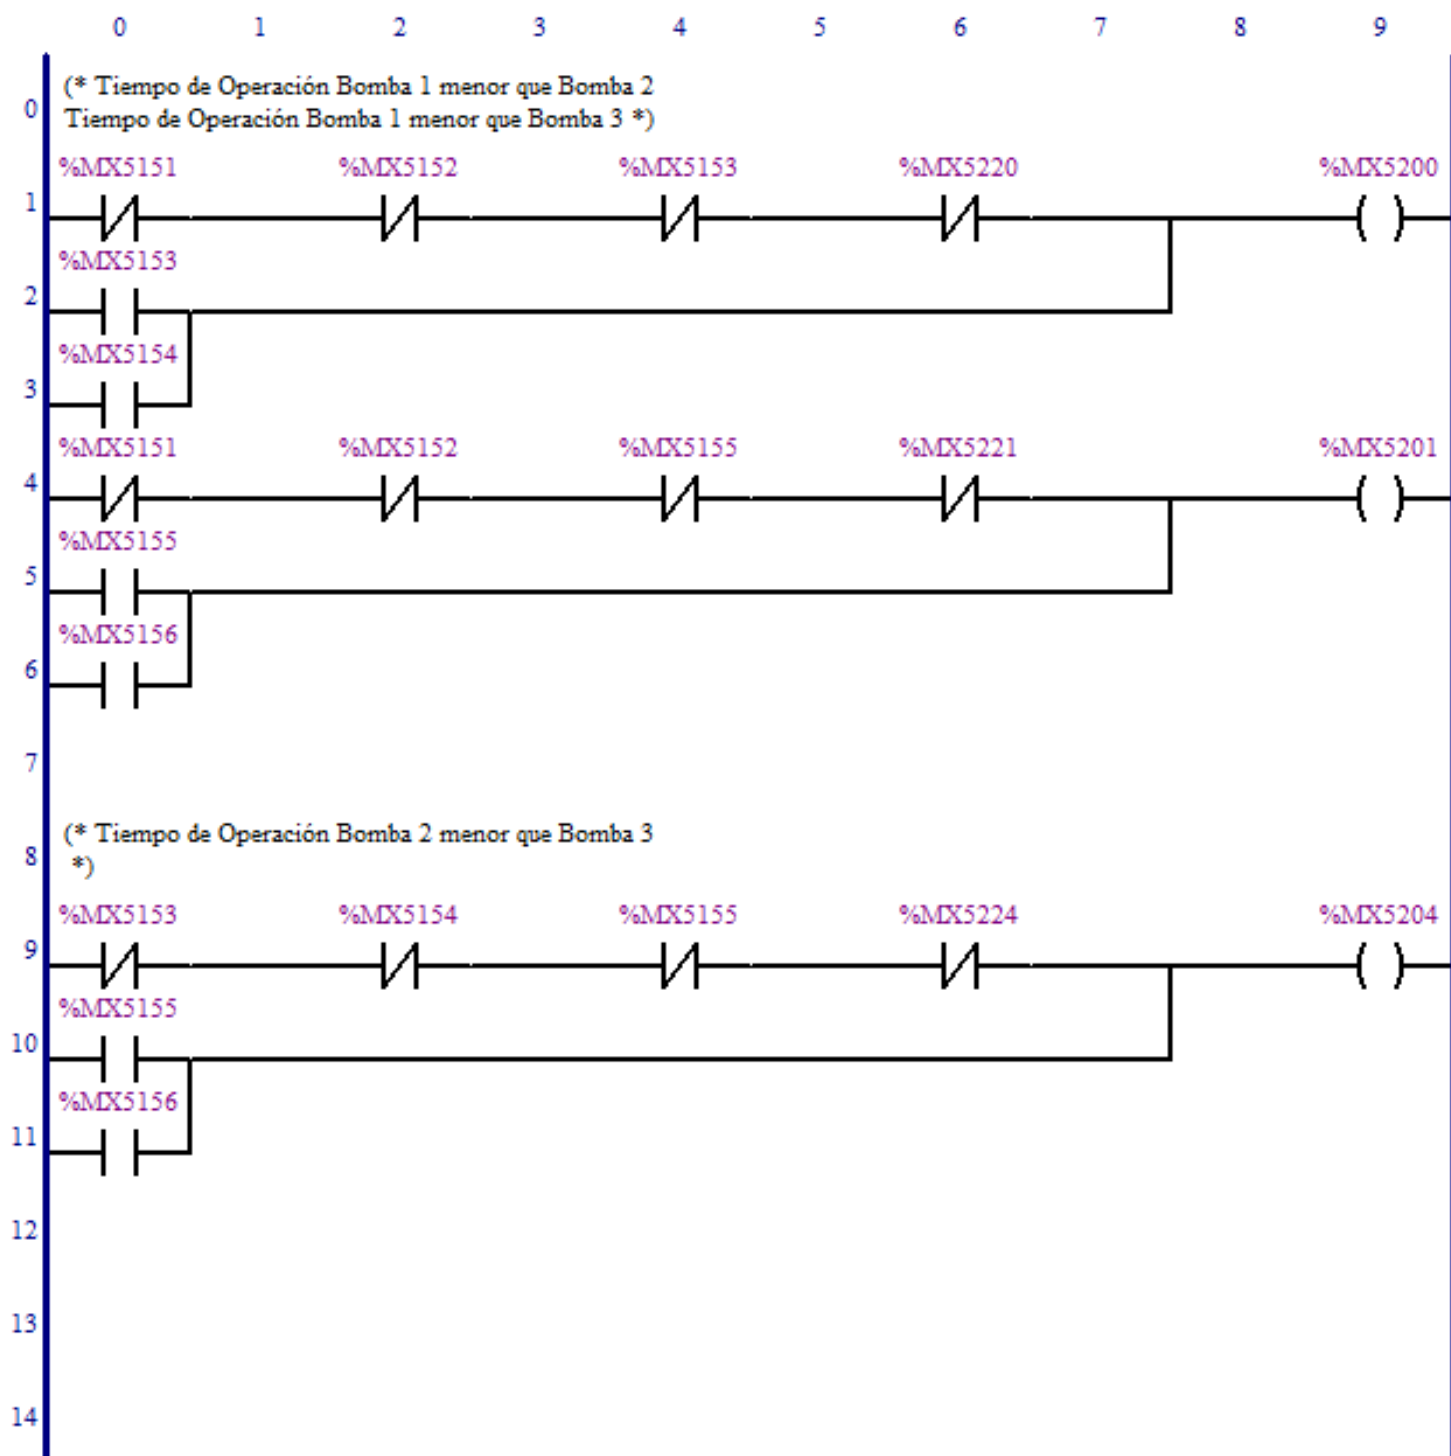 0 1 2 3 4 5 6 7 8 9
(* Tiempo de Operación Bomba 1 menor que Bomba 2
0
Tiempo de Operación Bomba 1 menor que Bomba 3 *)
%MX5151 %MX5152 %MX5153 %MX5220 %MX5200
1
%MX5153
2
%MX5154
3
%MX5151 %MX5152 %MX5155 %MX5221 %MX5201
4
%MX5155
5
%MX5156
6
7
(* Tiempo de Operación Bomba 2 menor que Bomba 3
8
*)
%MX5153 %MX5154 %MX5155 %MX5224 %MX5204
9
%MX5155
10
%MX5156
11
12
13
14